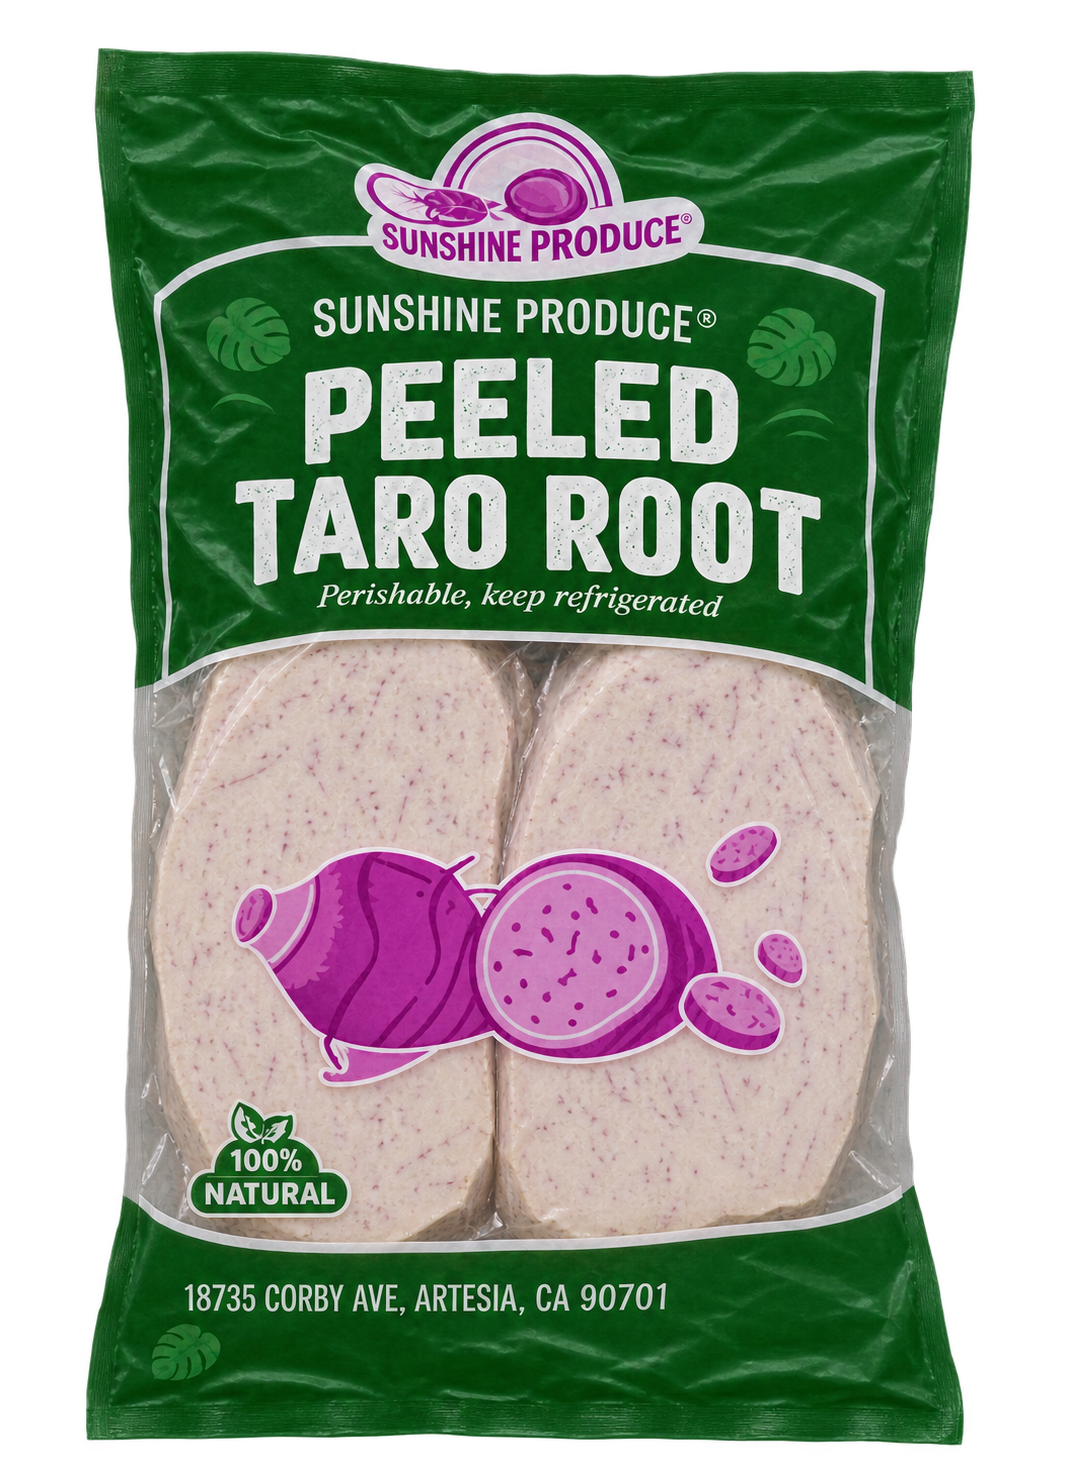 SUNSHINE PRODUCE®
SUNSHINE PRODUCE®
PEELED
TARO ROOT
Perishable, keep refrigerated
100%
NATURAL
18735 CORBY AVE, ARTESIA, CA 90701